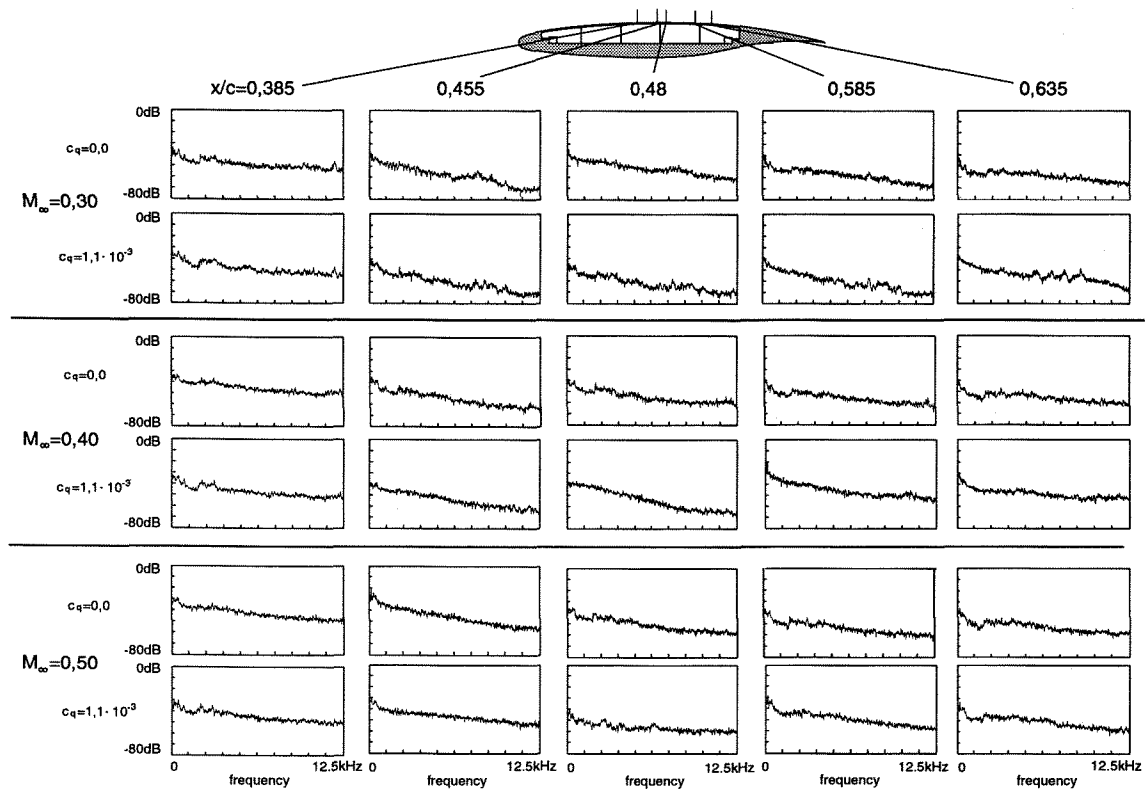 x/c=0,385 0,455 0,48 0,585 0,635
0dB
cq=0,0
-80dB
M∞=0,30
0dB
cq=1,1· 10-3
-80dB
0dB
cq=0,0
-80dB
M∞=0,40
0dB
cq=1,1· 10-3
-80dB
0dB
cq=0,0
-80dB
M∞=0,50
0dB
cq=1,1· 10-3
-80dB
0 12.5kHz 0 12.5kHz 0 12.5kHz 0 12.5kHz 0 12.5kHz
frequency frequency frequency frequency frequency